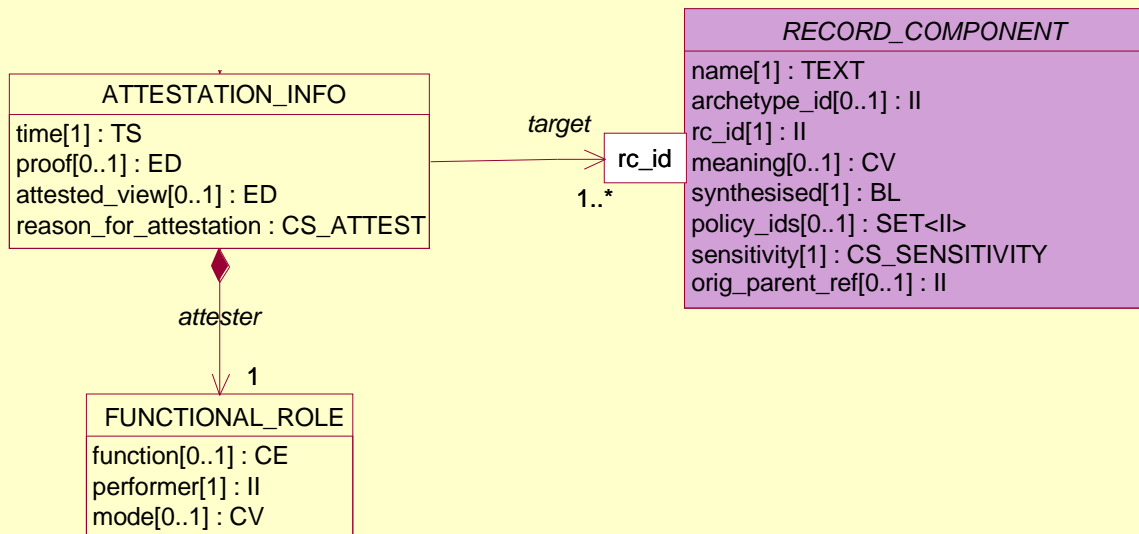 RECORD_COMPONENT
name[1] : TEXT
archetype_id[0..1] : II
rc_id[1] : II
meaning[0..1] : CV
synthesised[1] : BL
policy_ids[0..1] : SET<II>
sensitivity[1] : CS_SENSITIVITY
orig_parent_ref[0..1] : II
ATTESTATION_INFO
time[1] : TS
proof[0..1] : ED
attested_view[0..1] : ED
reason_for_attestation : CS_ATTEST
target
rc_id
1..*
attester
1
FUNCTIONAL_ROLE
function[0..1] : CE
performer[1] : II
mode[0..1] : CV